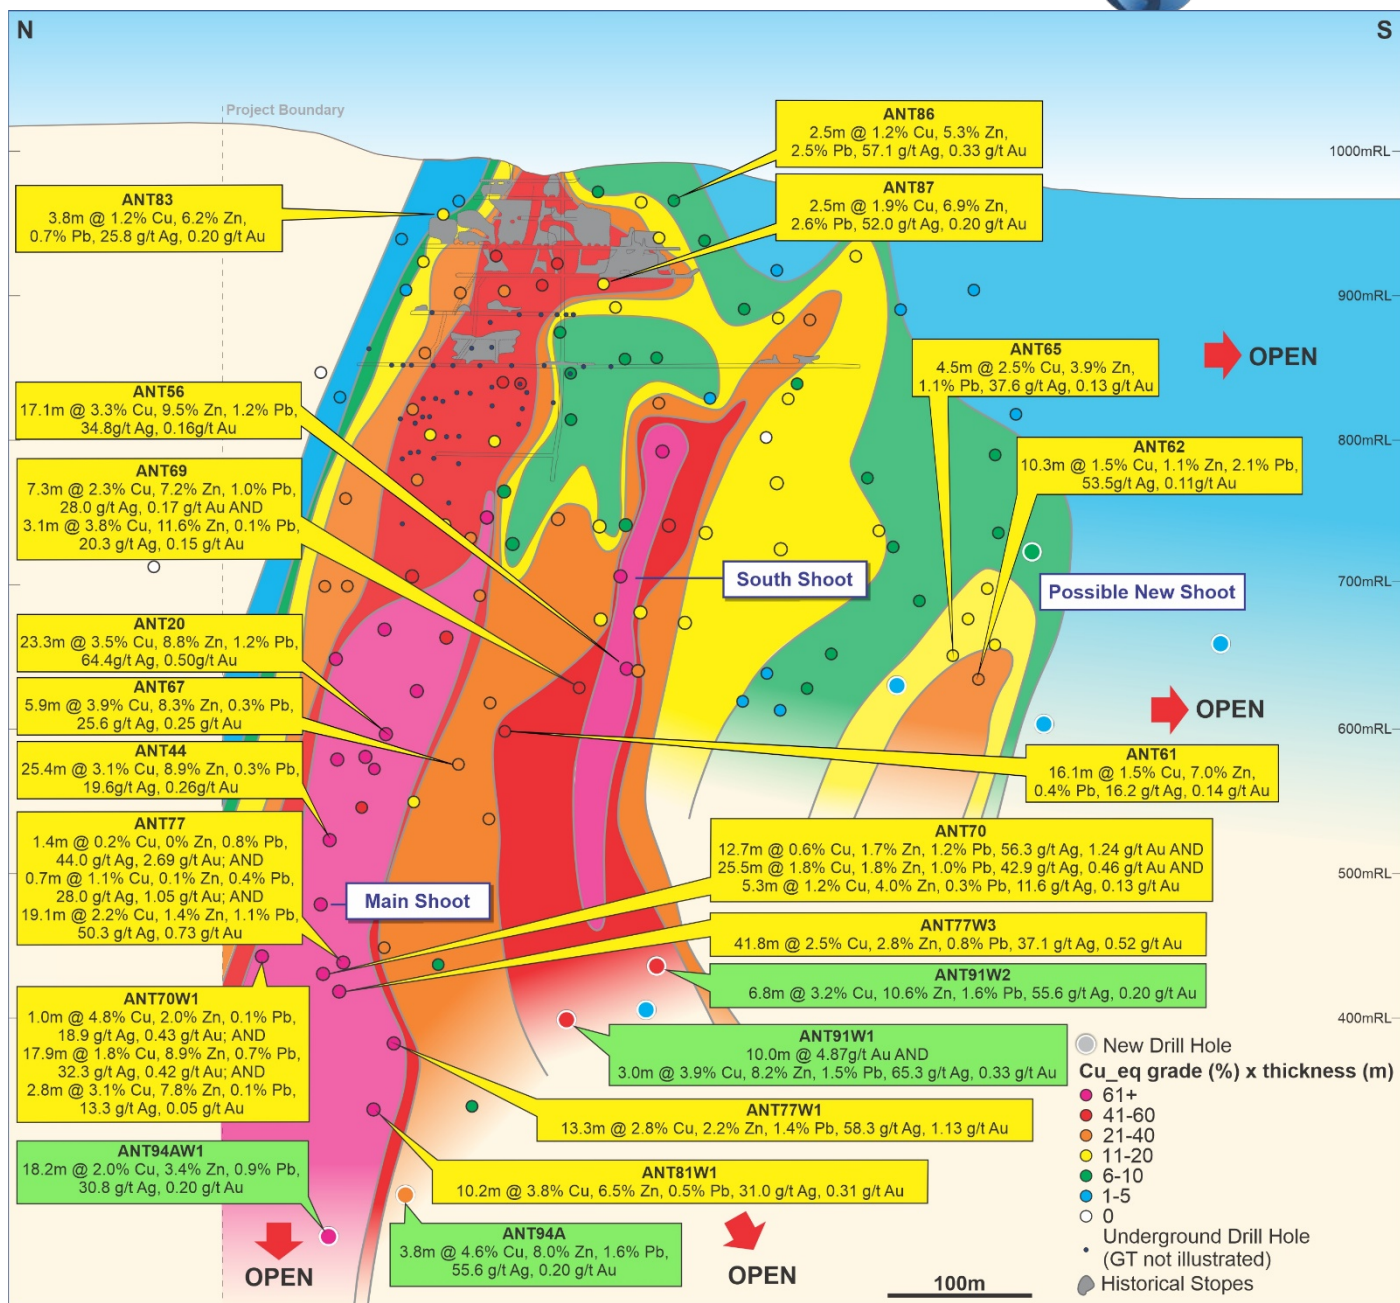 N
S
Project Boundary
ANT86
2.5m @ 1.2% Cu, 5.3% Zn,
2.5% Pb, 57.1 g/t Ag, 0.33 g/t Au
1000mRL
ANT83
3.8m @ 1.2% Cu, 6.2% Zn,
0.7% Pb, 25.8 g/t Ag, 0.20 g/t Au
ANT87
2.5m @ 1.9% Cu, 6.9% Zn,
2.6% Pb, 52.0 g/t Ag, 0.20 g/t Au
900mRL
OPEN
ANT65
4.5m @ 2.5% Cu, 3.9% Zn,
1.1% Pb, 37.6 g/t Ag, 0.13 g/t Au
ANT56
17.1m @ 3.3% Cu, 9.5% Zn, 1.2% Pb,
34.8g/t Ag, 0.16g/t Au
800mRL
ANT62
10.3m @ 1.5% Cu, 1.1% Zn, 2.1% Pb,
53.5g/t Ag, 0.11g/t Au
ANT69
7.3m @ 2.3% Cu, 7.2% Zn, 1.0% Pb,
28.0 g/t Ag, 0.17 g/t Au AND
3.1m @ 3.8% Cu, 11.6% Zn, 0.1% Pb,
20.3 g/t Ag, 0.15 g/t Au
South Shoot
Possible New Shoot
700mRL
ANT20
23.3m @ 3.5% Cu, 8.8% Zn, 1.2% Pb,
64.4g/t Ag, 0.50g/t Au
ANT67
5.9m @ 3.9% Cu, 8.3% Zn, 0.3% Pb,
25.6 g/t Ag, 0.25 g/t Au
OPEN
600mRL
ANT44
25.4m @ 3.1% Cu, 8.9% Zn, 0.3% Pb,
19.6g/t Ag, 0.26g/t Au
ANT61
16.1m @ 1.5% Cu, 7.0% Zn,
0.4% Pb, 16.2 g/t Ag, 0.14 g/t Au
ANT77
1.4m @ 0.2% Cu, 0% Zn, 0.8% Pb,
44.0 g/t Ag, 2.69 g/t Au; AND
0.7m @ 1.1% Cu, 0.1% Zn, 0.4% Pb,
28.0 g/t Ag, 1.05 g/t Au; AND
19.1m @ 2.2% Cu, 1.4% Zn, 1.1% Pb,
50.3 g/t Ag, 0.73 g/t Au
Main Shoot
ANT70
12.7m @ 0.6% Cu, 1.7% Zn, 1.2% Pb, 56.3 g/t Ag, 1.24 g/t Au AND
25.5m @ 1.8% Cu, 1.8% Zn, 1.0% Pb, 42.9 g/t Ag, 0.46 g/t Au AND
5.3m @ 1.2% Cu, 4.0% Zn, 0.3% Pb, 11.6 g/t Ag, 0.13 g/t Au
500mRL
ANT77W3
41.8m @ 2.5% Cu, 2.8% Zn, 0.8% Pb, 37.1 g/t Ag, 0.52 g/t Au
ANT91W2
6.8m @ 3.2% Cu, 10.6% Zn, 1.6% Pb, 55.6 g/t Ag, 0.20 g/t Au
ANT70W1
1.0m @ 4.8% Cu, 2.0% Zn, 0.1% Pb,
18.9 g/t Ag, 0.43 g/t Au; AND
17.9m @ 1.8% Cu, 8.9% Zn, 0.7% Pb,
32.3 g/t Ag, 0.42 g/t Au; AND
2.8m @ 3.1% Cu, 7.8% Zn, 0.1% Pb,
13.3 g/t Ag, 0.05 g/t Au
400mRL
ANT91W1
10.0m @ 4.87g/t Au AND
3.0m @ 3.9% Cu, 8.2% Zn, 1.5% Pb, 65.3 g/t Ag, 0.33 g/t Au
ANT77W1
13.3m @ 2.8% Cu, 2.2% Zn, 1.4% Pb, 58.3 g/t Ag, 1.13 g/t Au
ANT94AW1
18.2m @ 2.0% Cu, 3.4% Zn, 0.9% Pb,
30.8 g/t Ag, 0.20 g/t Au
ANT81W1
10.2m @ 3.8% Cu, 6.5% Zn, 0.5% Pb, 31.0 g/t Ag, 0.31 g/t Au
ANT94A
3.8m @ 4.6% Cu, 8.0% Zn, 1.6% Pb,
55.6 g/t Ag, 0.20 g/t Au
OPEN
OPEN
100m
New Drill Hole
Cu_eq grade (%) x thickness (m)
61+
41-60
21-40
11-20
6-10
1-5
0
Underground Drill Hole
(GT not illustrated)
Historical Stopes